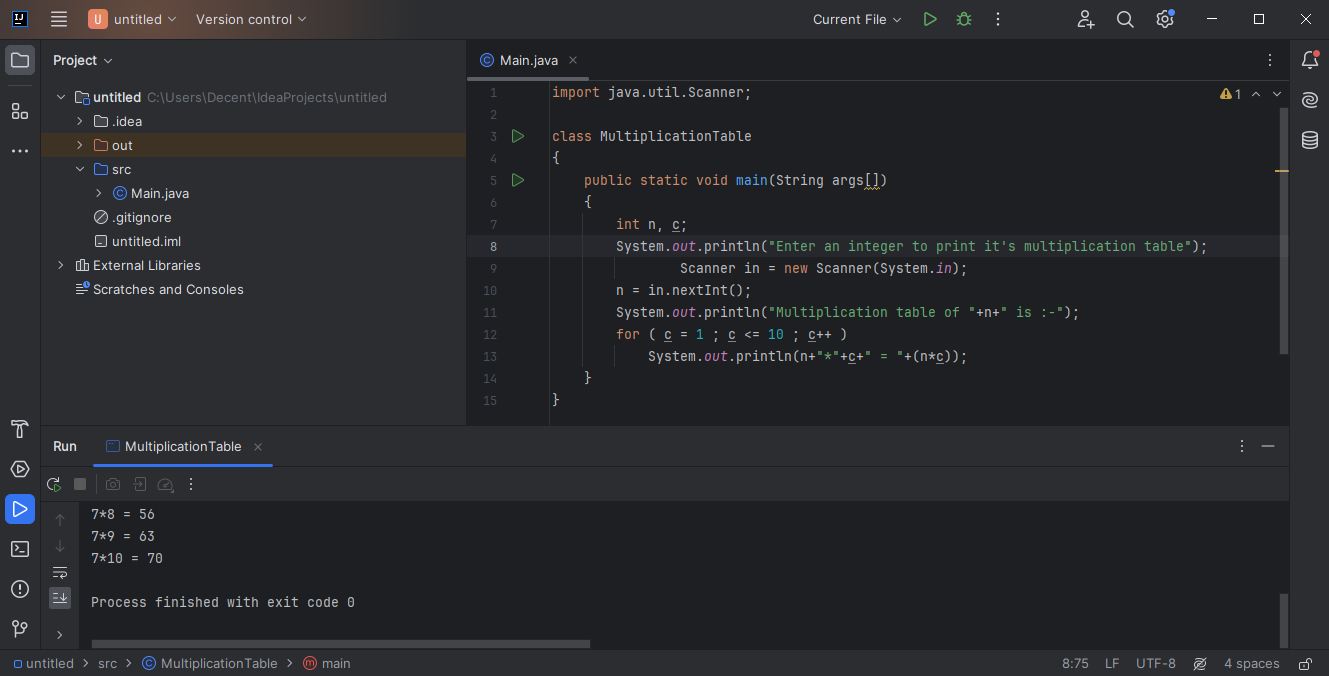 U untitled Version control Current File
Project
Main.java
untitled C:\Users\Decent\IdeaProjects\untitled
.idea
out
src
Main.java
.gitignore
untitled.iml
External Libraries
Scratches and Consoles
1 import java.util.Scanner;
2
3 class MultiplicationTable
4 {
5 public static void main(String args[])
6 {
7 int n, c;
8 System.out.println("Enter an integer to print it's multiplication table");
9 Scanner in = new Scanner(System.in);
10 n = in.nextInt();
11 System.out.println("Multiplication table of "+n+" is :-");
12 for ( c = 1 ; c <= 10 ; c++ )
13 System.out.println(n+"*"+c+" = "+(n*c));
14 }
15 }
1
Run MultiplicationTable
7*8 = 56
7*9 = 63
7*10 = 70
Process finished with exit code 0
untitled > src > MultiplicationTable > main 8:75 LF UTF-8 4 spaces